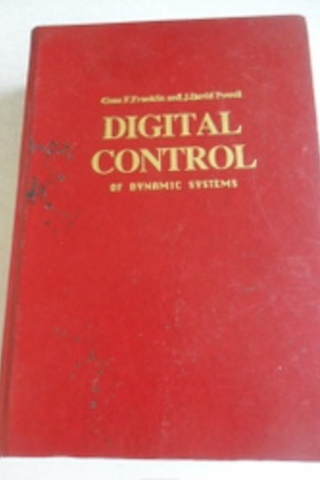 Gene F. Franklin and J. David Powell
DIGITAL
CONTROL
OF DYNAMIC SYSTEMS